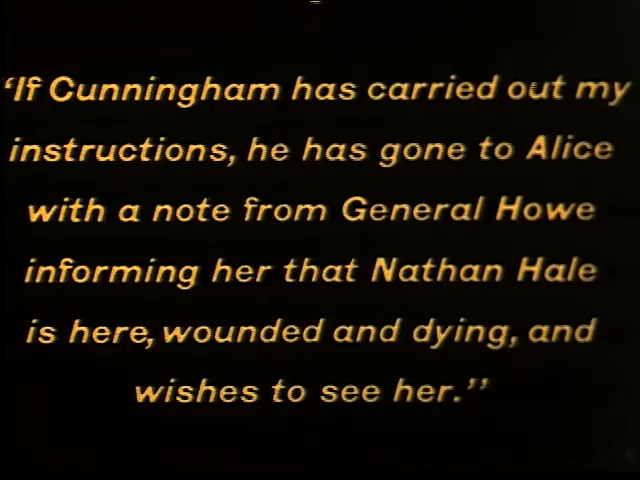 "If Cunningham has carried out my
instructions, he has gone to Alice
with a note from General Howe
informing her that Nathan Hale
is here, wounded and dying, and
wishes to see her."